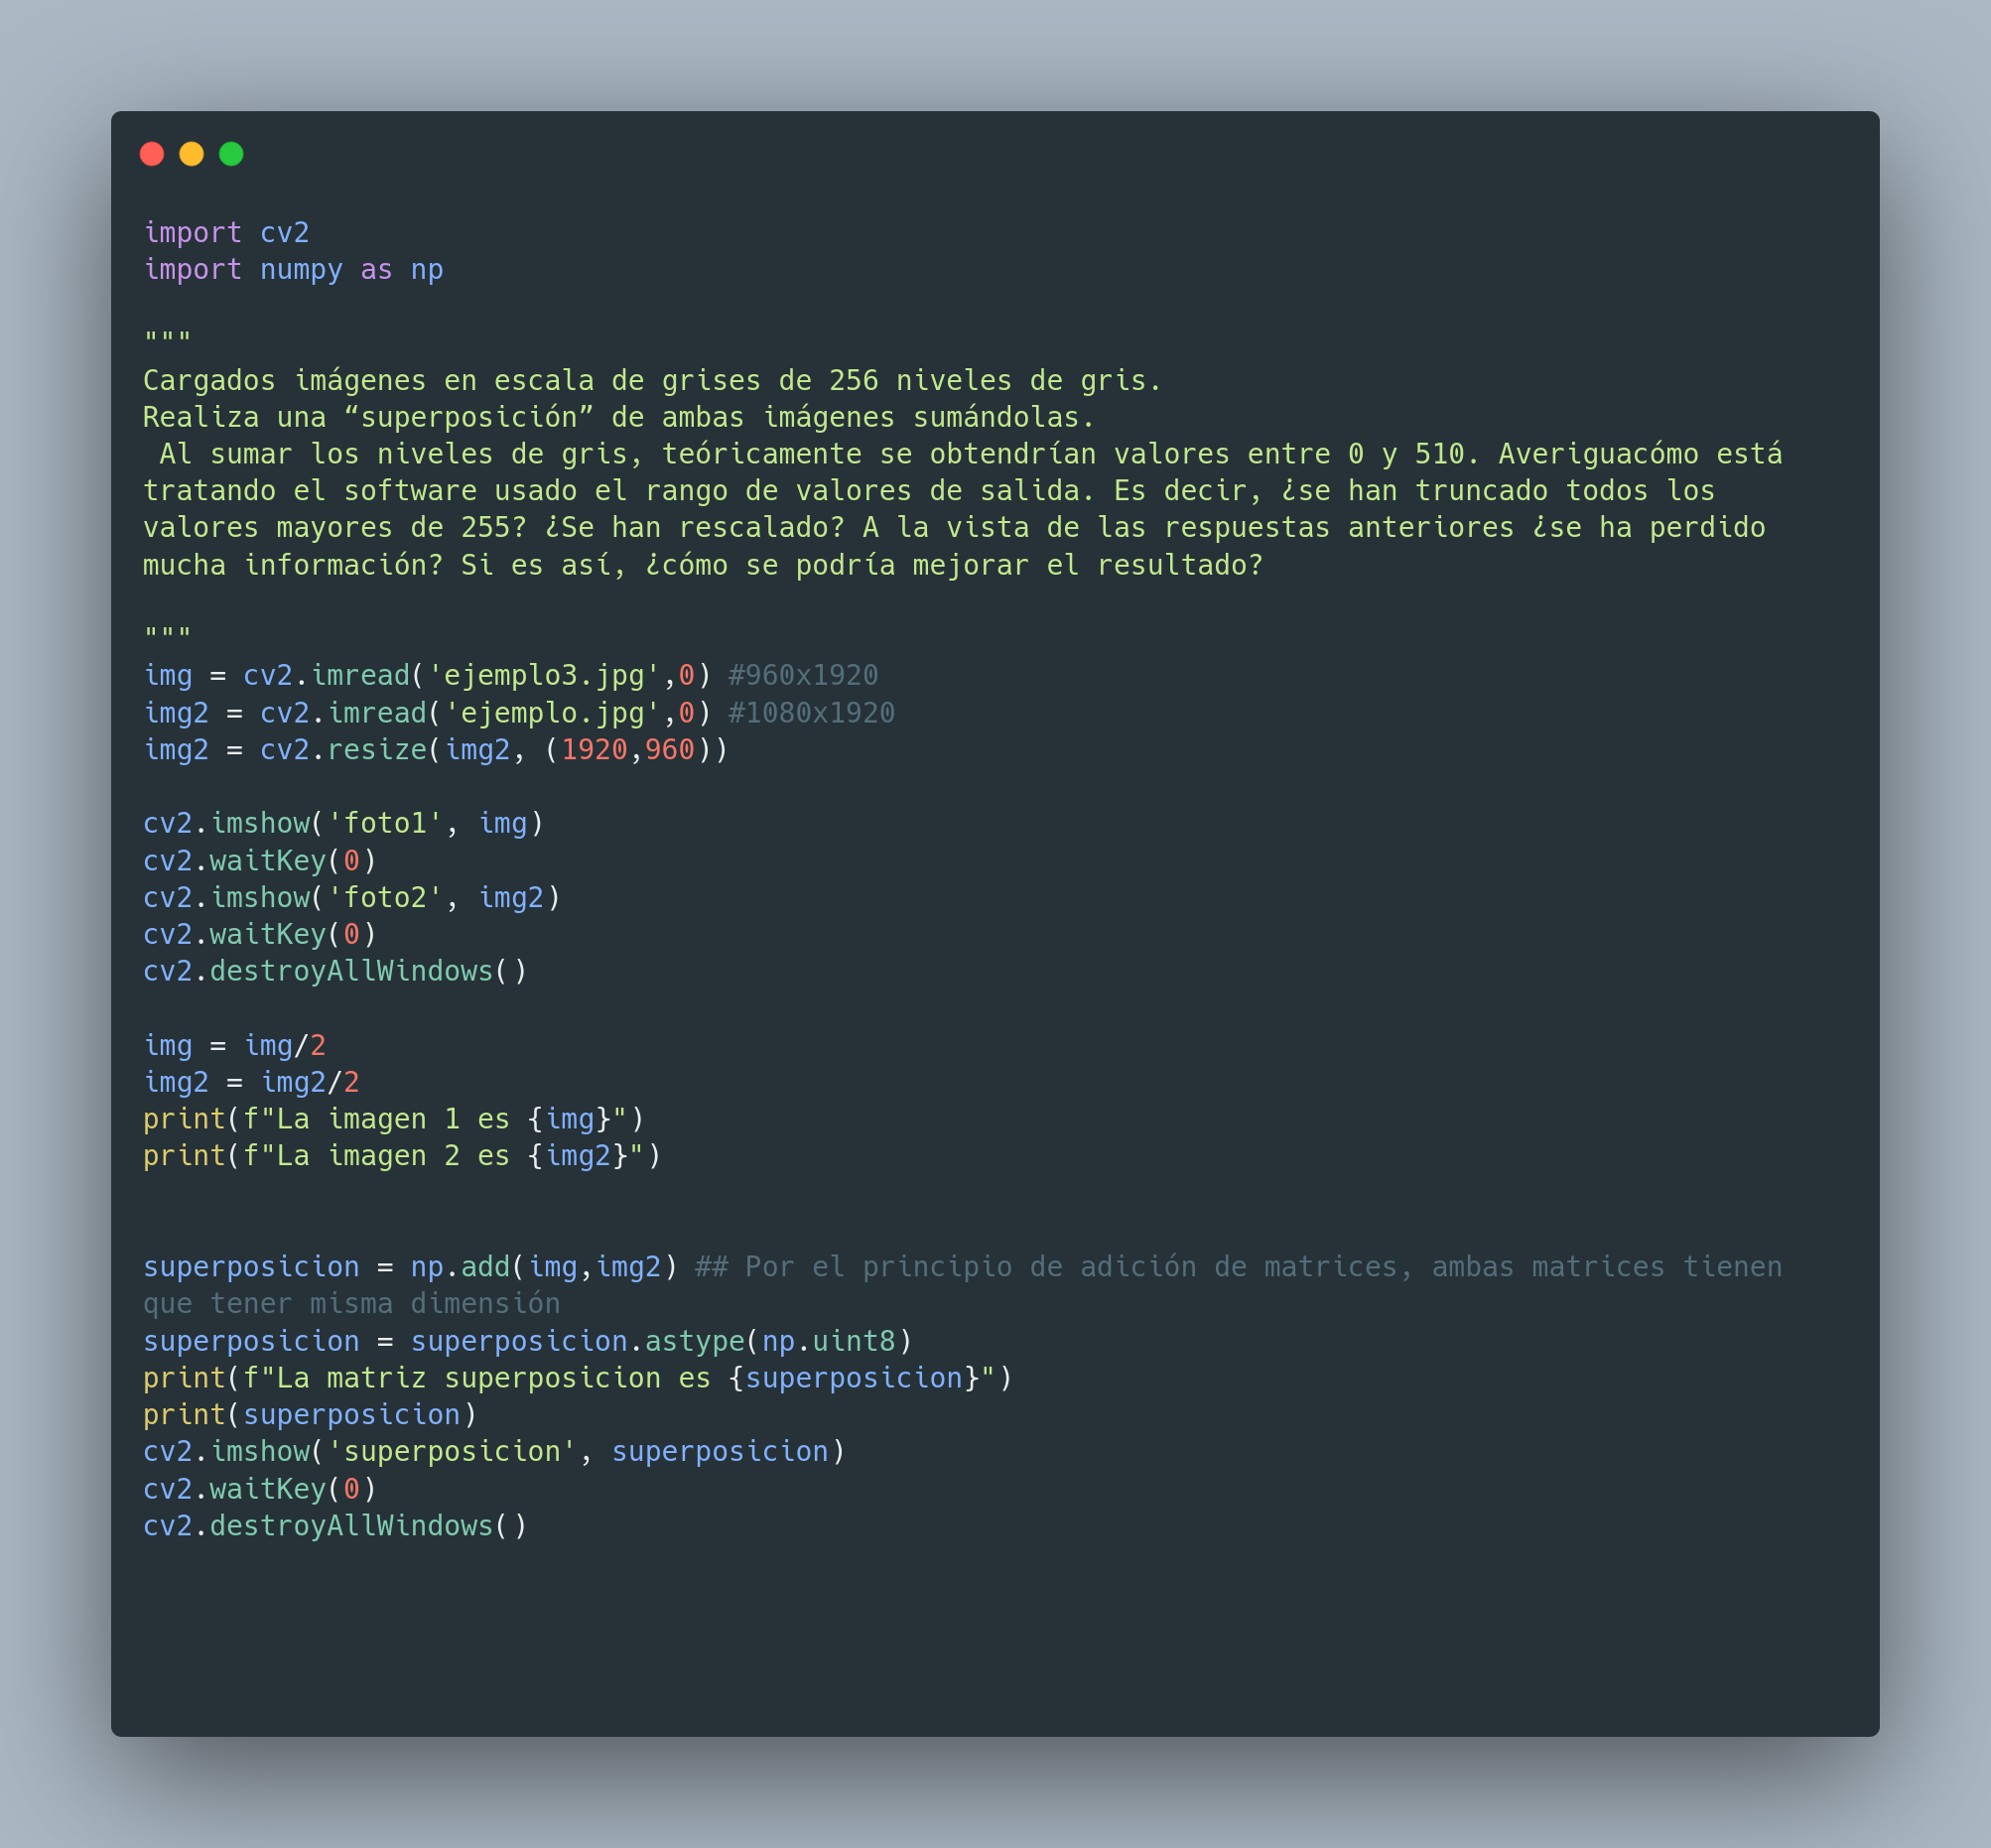 import cv2
import numpy as np
"""
Cargados imágenes en escala de grises de 256 niveles de gris.
Realiza una “superposición” de ambas imágenes sumándolas.
 Al sumar los niveles de gris, teóricamente se obtendrían valores entre 0 y 510. Averiguacómo está
tratando el software usado el rango de valores de salida. Es decir, ¿se han truncado todos los
valores mayores de 255? ¿Se han rescalado? A la vista de las respuestas anteriores ¿se ha perdido
mucha información? Si es así, ¿cómo se podría mejorar el resultado?
"""
img = cv2.imread('ejemplo3.jpg',0) #960x1920
img2 = cv2.imread('ejemplo.jpg',0) #1080x1920
img2 = cv2.resize(img2, (1920,960))
cv2.imshow('foto1', img)
cv2.waitKey(0)
cv2.imshow('foto2', img2)
cv2.waitKey(0)
cv2.destroyAllWindows()
img = img/2
img2 = img2/2
print(f"La imagen 1 es {img}")
print(f"La imagen 2 es {img2}")
superposicion = np.add(img,img2) ## Por el principio de adición de matrices, ambas matrices tienen
que tener misma dimensión
superposicion = superposicion.astype(np.uint8)
print(f"La matriz superposicion es {superposicion}")
print(superposicion)
cv2.imshow('superposicion', superposicion)
cv2.waitKey(0)
cv2.destroyAllWindows()